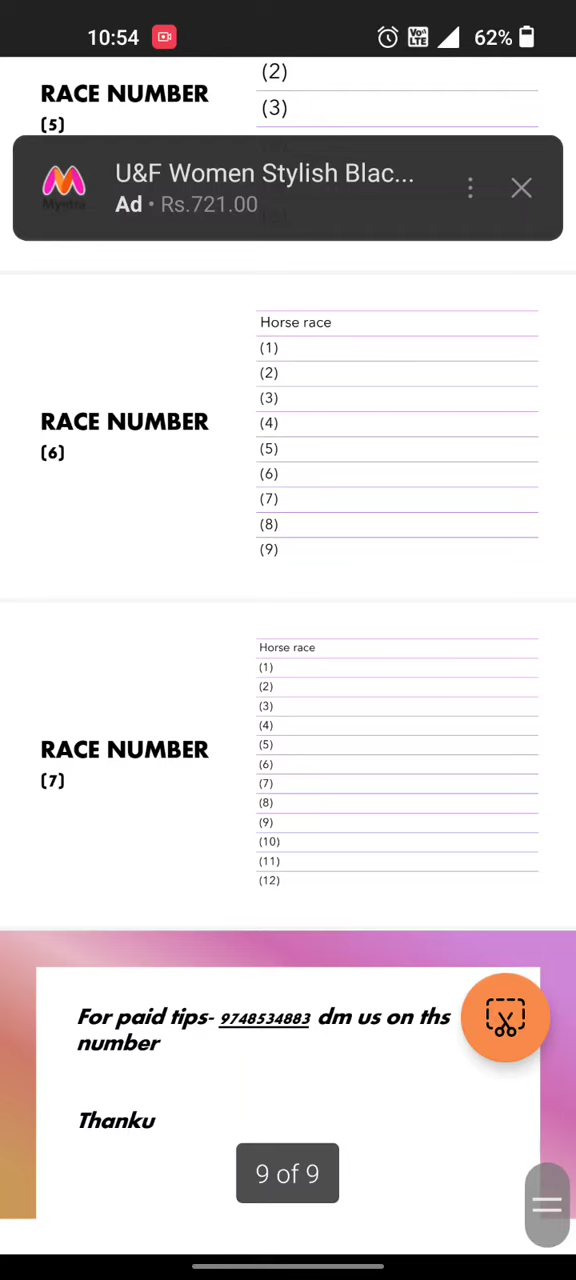 10:54
Vo)) LTE
62%
RACE NUMBER
(5)
(2)
(3)
U&F Women Stylish Blac...
Ad • Rs.721.00
Myntra
RACE NUMBER
(6)
Horse race
(1)
(2)
(3)
(4)
(5)
(6)
(7)
(8)
(9)
RACE NUMBER
(7)
Horse race
(1)
(2)
(3)
(4)
(5)
(6)
(7)
(8)
(9)
(10)
(11)
(12)
For paid tips- 9748534883 dm us on ths
number
Thanku
9 of 9